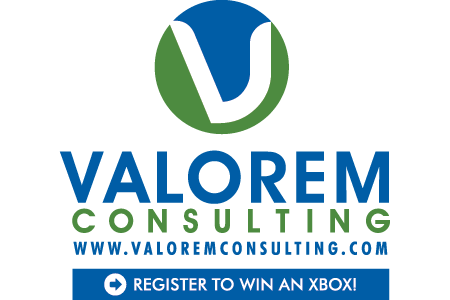 VALOREM
CONSULTING
WWW.VALOREMCONSULTING.COM
REGISTER TO WIN AN XBOX!